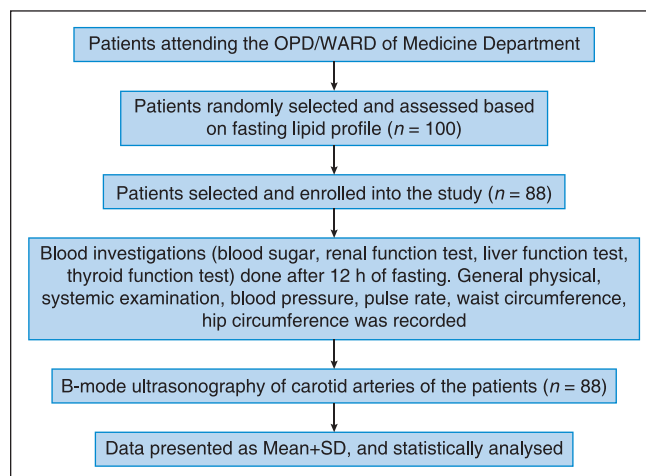 Patients attending the OPD/WARD of Medicine Department
Patients randomly selected and assessed based
on fasting lipid profile (n = 100)
Patients selected and enrolled into the study (n = 88)
Blood investigations (blood sugar, renal function test, liver function test,
thyroid function test) done after 12 h of fasting. General physical,
systemic examination, blood pressure, pulse rate, waist circumference,
hip circumference was recorded
B-mode ultrasonography of carotid arteries of the patients (n = 88)
Data presented as Mean+SD, and statistically analysed